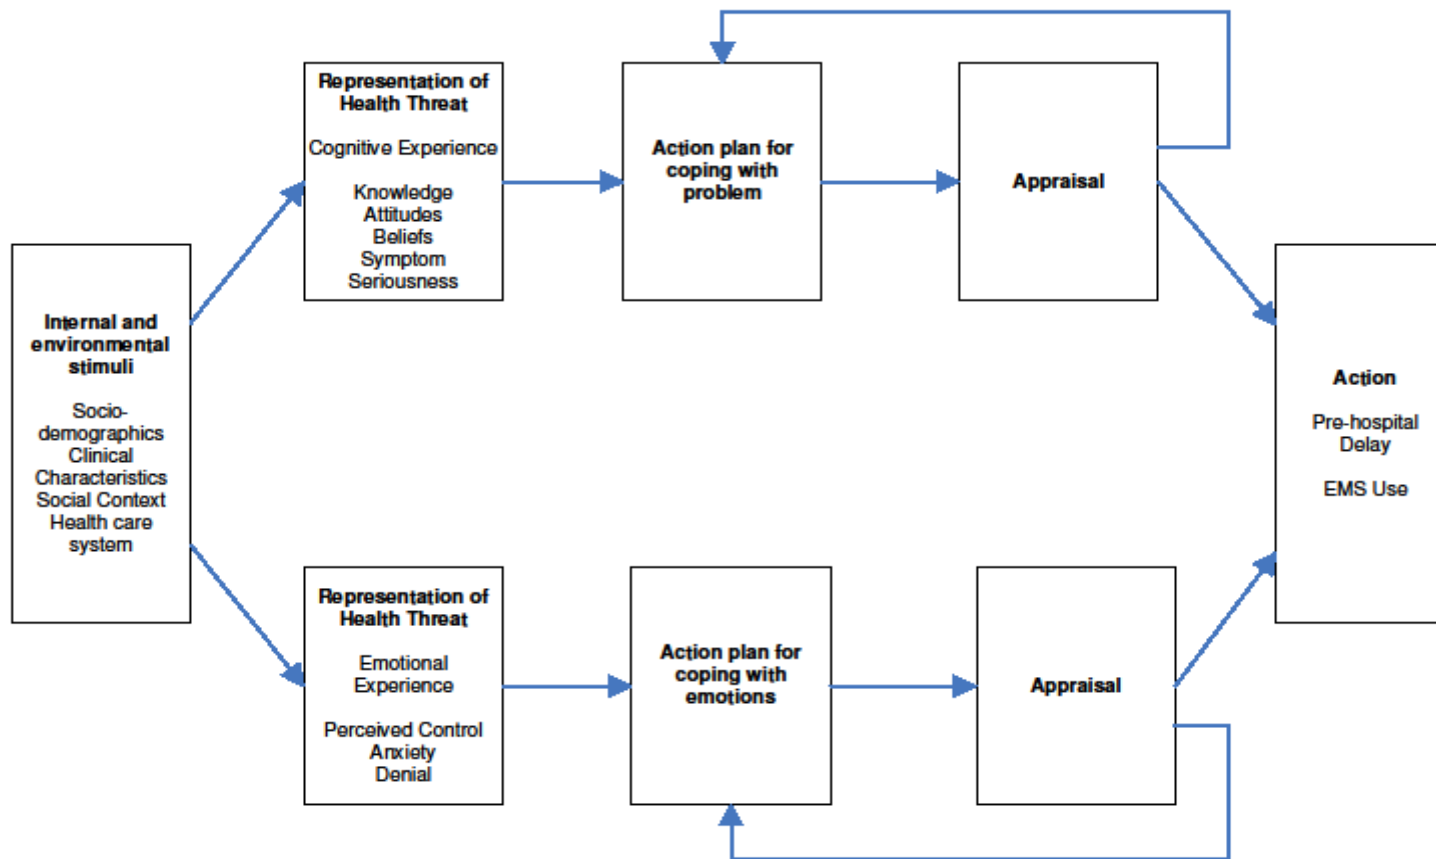 Internal and
environmental
stimuli
Socio-
demographics
Clinical
Characteristics
Social Context
Health care
system
Representation of
Health Threat
Cognitive Experience
Knowledge
Attitudes
Beliefs
Symptom
Seriousness
Action plan for
coping with
problem
Appraisal
Representation of
Health Threat
Emotional
Experience
Perceived Control
Anxiety
Denial
Action plan for
coping with
emotions
Appraisal
Action
Pre-hospital
Delay
EMS Use